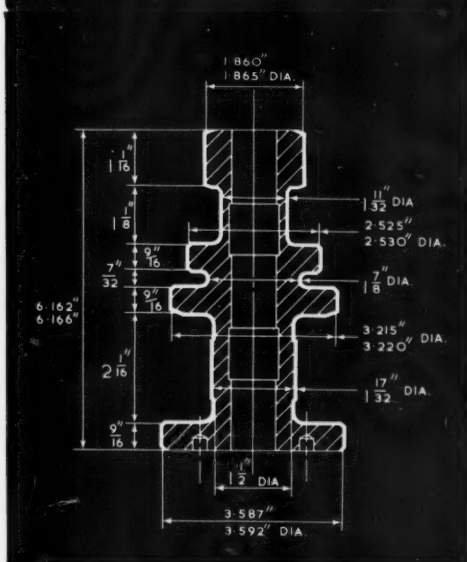 1·860"
1·865" DIA.
1 1/16"
1 11/32" DIA
1 1/8"
2·525"
2·530" DIA.
9/16"
7/32"
1 7/8" DIA.
9/16"
6·162"
6·166"
3·215"
3·220" DIA.
2 1/16"
1 17/32" DIA.
9/16"
1 1/2" DIA
3·587"
3·592" DIA.